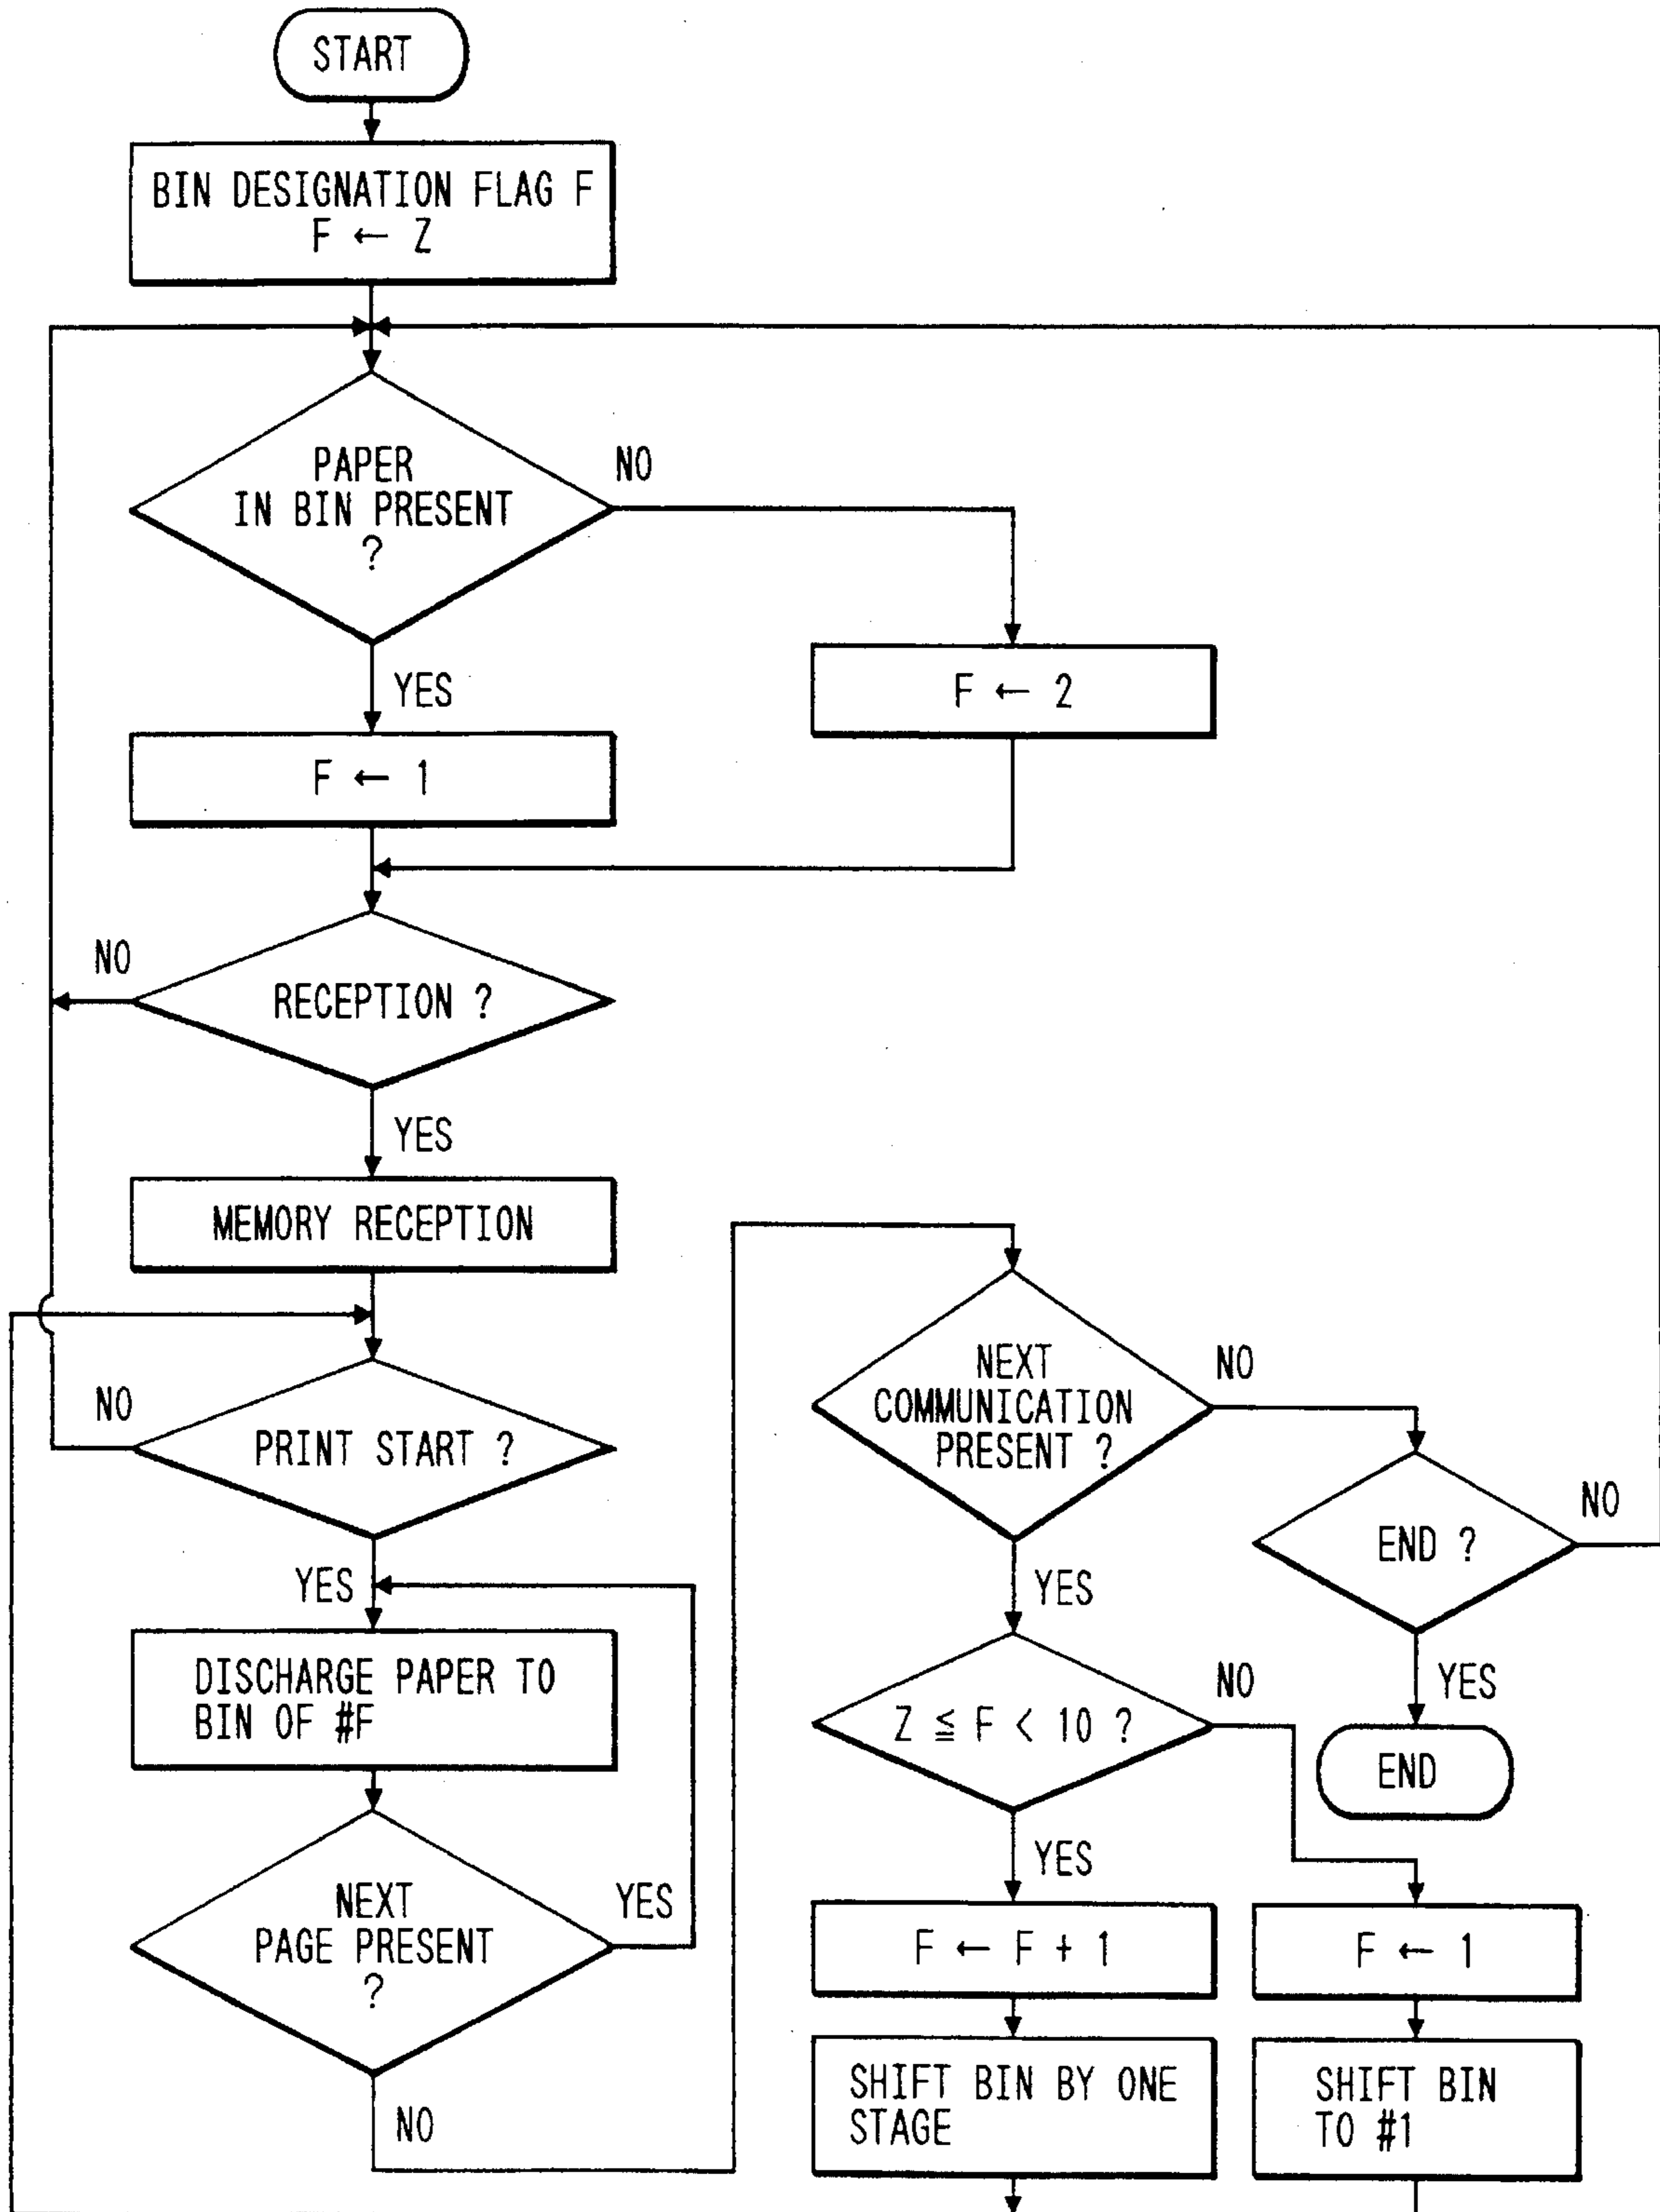 START
BIN DESIGNATION FLAG F
F ← Z
PAPER
IN BIN PRESENT
?
NO
YES
F ← 2
F ← 1
NO
RECEPTION ?
YES
MEMORY RECEPTION
NO
PRINT START ?
YES
DISCHARGE PAPER TO
BIN OF #F
NEXT
PAGE PRESENT
?
YES
NO
NEXT
COMMUNICATION
PRESENT ?
NO
YES
END ?
NO
YES
END
Z ≦ F < 10 ?
NO
YES
F ← F + 1
SHIFT BIN BY ONE
STAGE
F ← 1
SHIFT BIN
TO #1